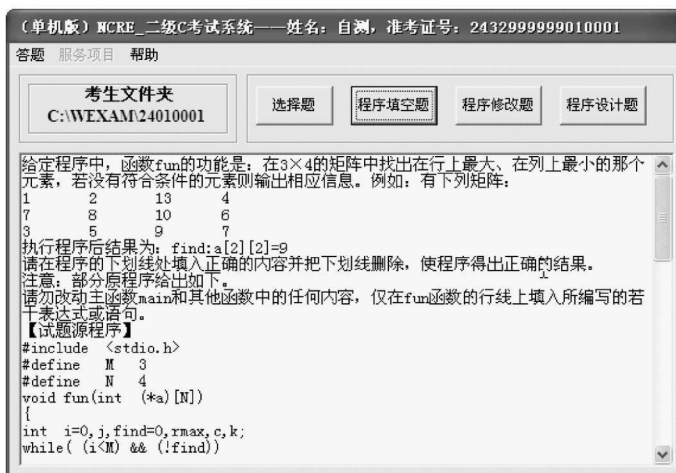 (单机版) NCRE_二级C考试系统——姓名：自测，准考证号：2432999999010001
答题 服务项目 帮助
考生文件夹
C:\WEXAM\24010001
选择题 程序填空题 程序修改题 程序设计题
给定程序中，函数fun的功能是：在3×4的矩阵中找出在行上最大、在列上最小的那个
元素，若没有符合条件的元素则输出相应信息。例如：有下列矩阵：
1 2 13 4
7 8 10 6
3 5 9 7
执行程序后结果为：find:a[2][2]=9
请在程序的下划线处填入正确的内容并把下划线删除，使程序得出正确的结果。
注意：部分原程序给出如下。
请勿改动主函数main和其他函数中的任何内容，仅在fun函数的行线上填入所编写的若
干表达式或语句。
【试题源程序】
#include <stdio.h>
#define M 3
#define N 4
void fun(int (*a)[N])
{
int i=0,j,find=0,rmax,c,k;
while( (i<M) && (!find))